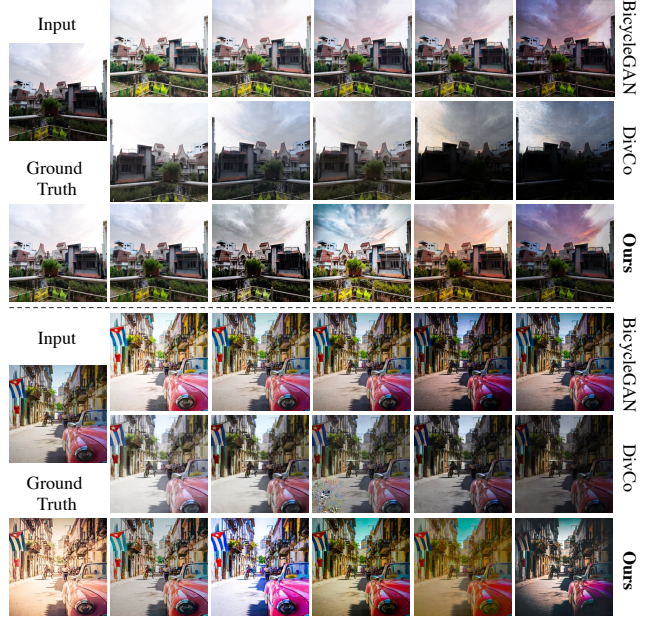 Input
BicycleGAN
DivCo
Ground
Truth
Ours
Input
BicycleGAN
DivCo
Ground
Truth
Ours